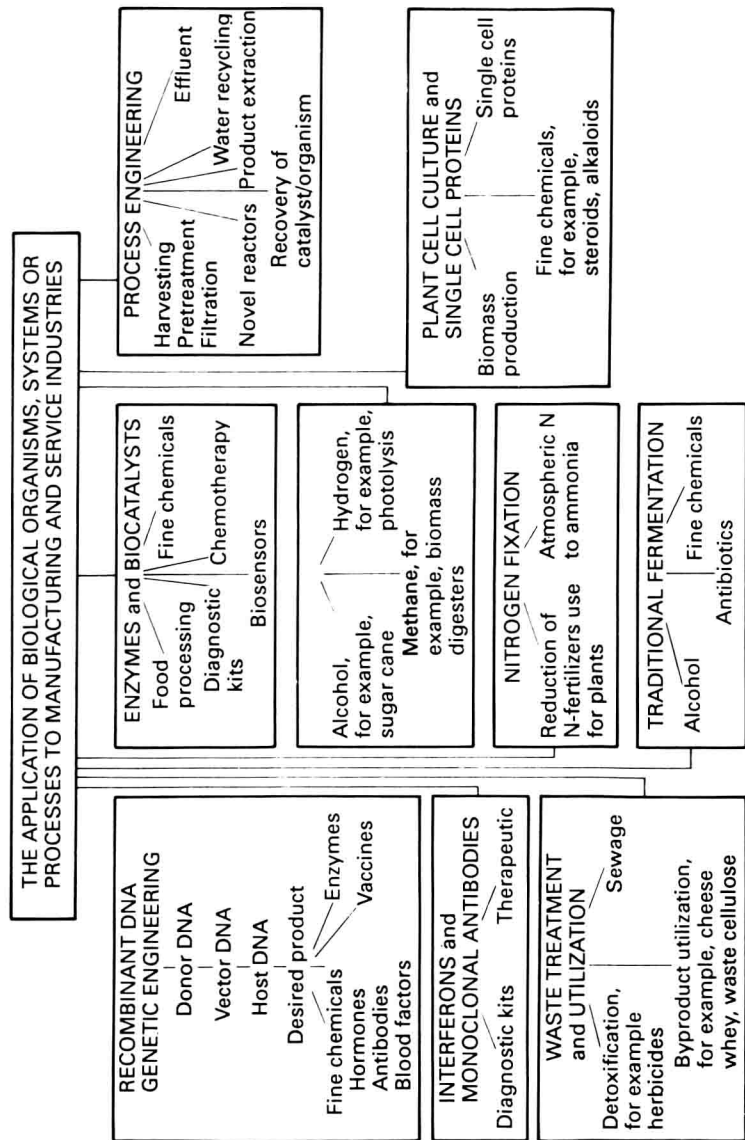 THE APPLICATION OF BIOLOGICAL ORGANISMS, SYSTEMS OR
PROCESSES TO MANUFACTURING AND SERVICE INDUSTRIES
RECOMBINANT DNA
GENETIC ENGINEERING
Donor DNA
Vector DNA
Host DNA
Desired product
Fine chemicals
Hormones
Antibodies
Blood factors
Enzymes
Vaccines
ENZYMES and BIOCATALYSTS
Food
processing
Fine chemicals
Diagnostic
kits
Chemotherapy
Biosensors
PROCESS ENGINEERING
Harvesting
Pretreatment
Filtration
Effluent
Novel reactors
Water recycling
Product extraction
Recovery of
catalyst/organism
Alcohol,
for example,
sugar cane
Hydrogen,
for example,
photolysis
Methane, for
example, biomass
digesters
INTERFERONS and
MONOCLONAL ANTIBODIES
Diagnostic kits
Therapeutic
NITROGEN FIXATION
Reduction of
N-fertilizers use
for plants
Atmospheric N
to ammonia
PLANT CELL CULTURE and
SINGLE CELL PROTEINS
Biomass
production
Single cell
proteins
Fine chemicals,
for example,
steroids, alkaloids
WASTE TREATMENT
and UTILIZATION
Detoxification,
for example
herbicides
Sewage
Byproduct utilization,
for example, cheese
whey, waste cellulose
TRADITIONAL FERMENTATION
Alcohol
Fine chemicals
Antibiotics